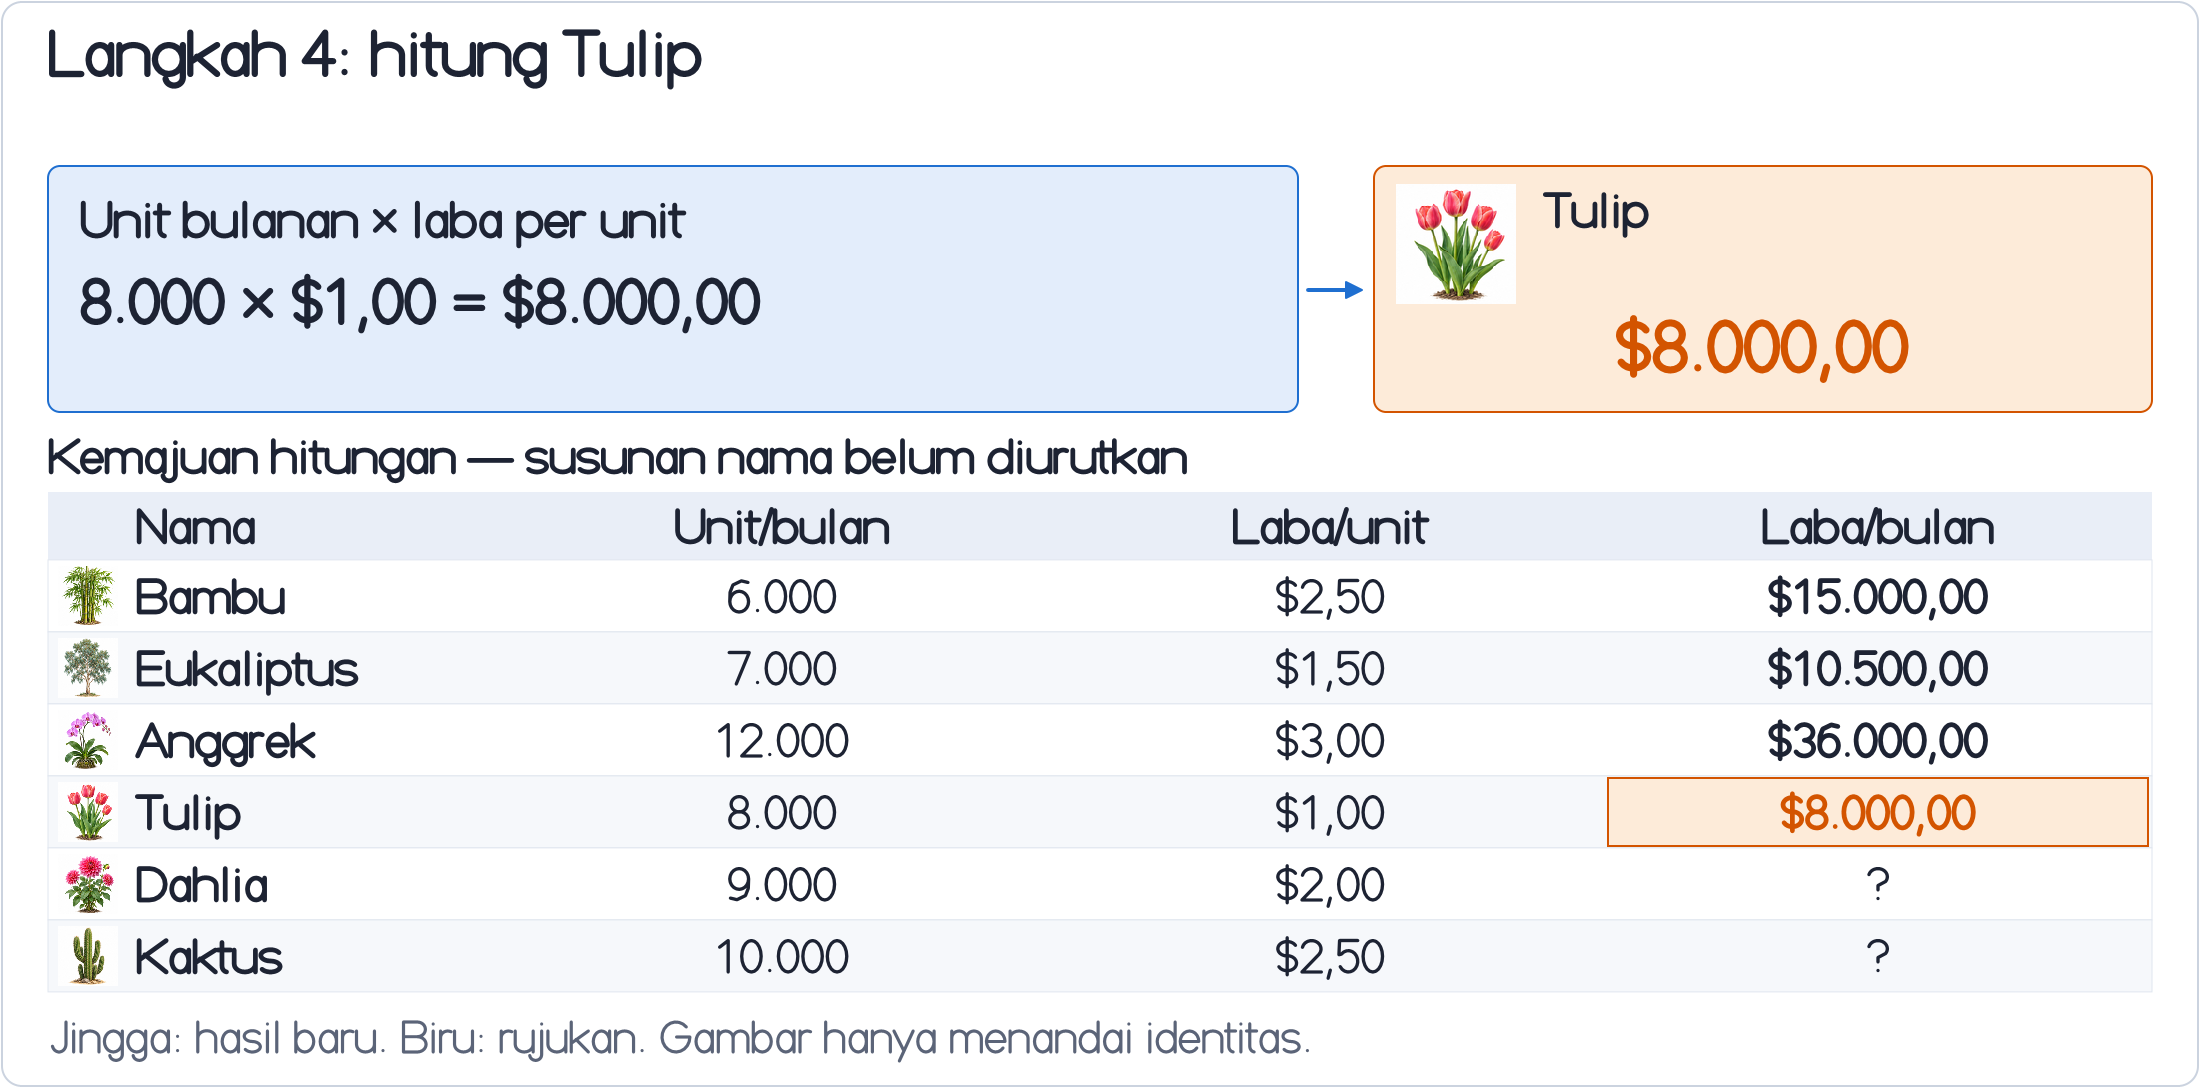 Langkah 4: hitung Tulip
Unit bulanan × laba per unit
8.000 × $1,00 = $8.000,00
Tulip
$8.000,00
Kemajuan hitungan — susunan nama belum diurutkan
Nama Unit/bulan Laba/unit Laba/bulan
Bambu 6.000 $2,50 $15.000,00
Eukaliptus 7.000 $1,50 $10.500,00
Anggrek 12.000 $3,00 $36.000,00
Tulip 8.000 $1,00 $8.000,00
Dahlia 9.000 $2,00 ?
Kaktus 10.000 $2,50 ?
Jingga: hasil baru. Biru: rujukan. Gambar hanya menandai identitas.